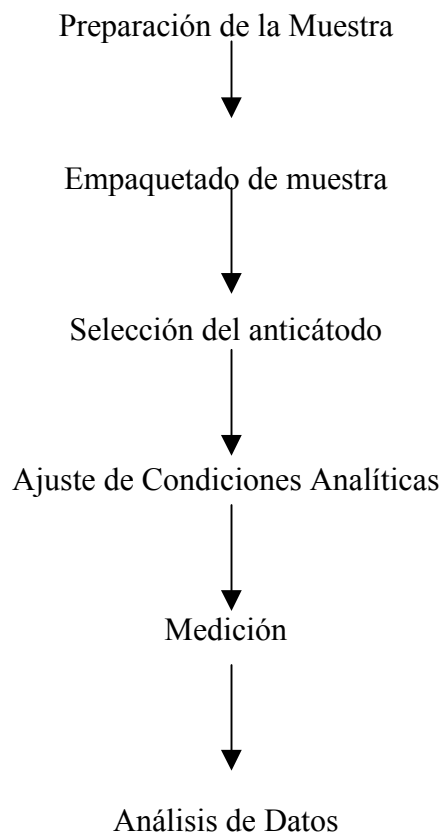 Preparación de la Muestra
Empaquetado de muestra
Selección del anticátodo
Ajuste de Condiciones Analíticas
Medición
Análisis de Datos